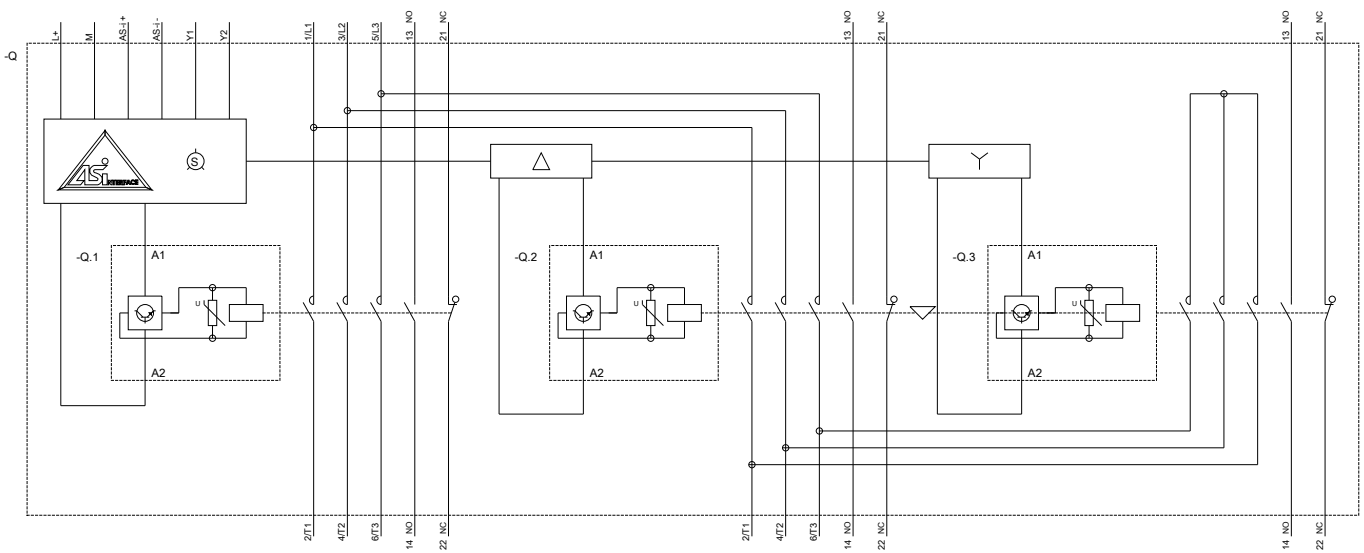 L+
M
AS-i +
AS-i -
Y1
Y2
1/L1
3/L2
5/L3
13 NO
21 NC
13 NO
21 NC
13 NO
21 NC
-Q
ASi
NTERFACE
S
-Q.1
A1
U
A2
-Q.2
A1
U
A2
-Q.3
A1
U
A2
2/T1
4/T2
6/T3
14 NO
22 NC
2/T1
4/T2
6/T3
14 NO
22 NC
14 NO
22 NC